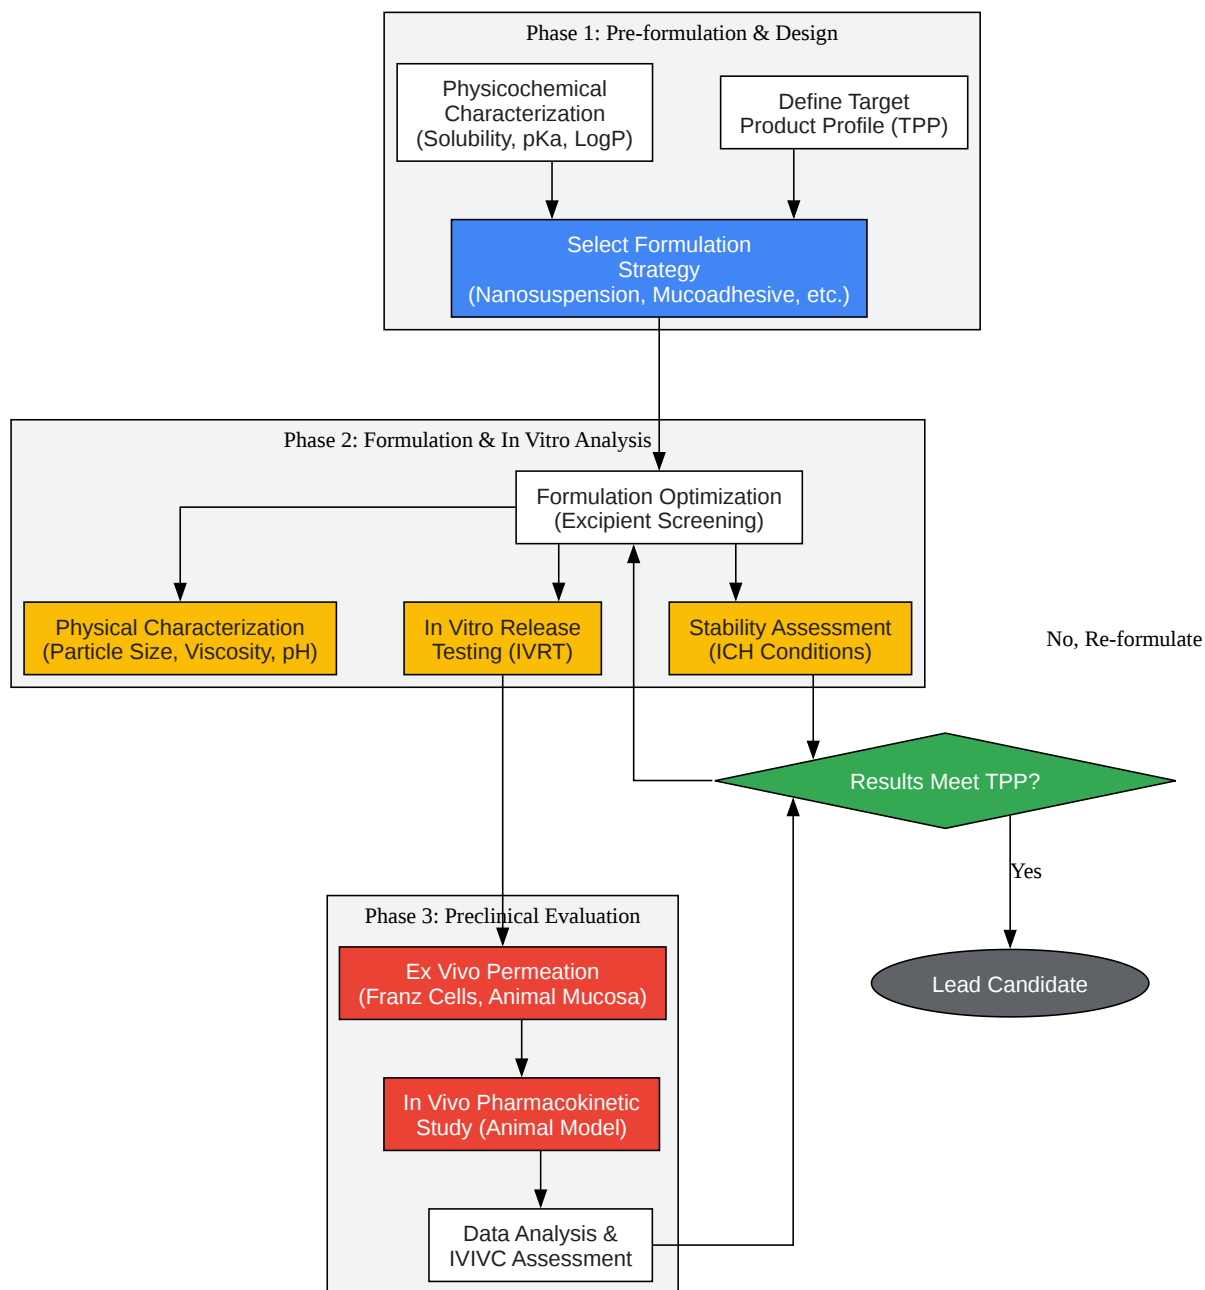 Phase 1: Pre-formulation & Design
Physicochemical
Characterization
(Solubility, pKa, LogP)
Define Target
Product Profile (TPP)
Select Formulation
Strategy
(Nanosuspension, Mucoadhesive, etc.)
Phase 2: Formulation & In Vitro Analysis
Formulation Optimization
(Excipient Screening)
Physical Characterization
(Particle Size, Viscosity, pH)
In Vitro Release
Testing (IVRT)
Stability Assessment
(ICH Conditions)
No, Re-formulate
Results Meet TPP?
Yes
Lead Candidate
Phase 3: Preclinical Evaluation
Ex Vivo Permeation
(Franz Cells, Animal Mucosa)
In Vivo Pharmacokinetic
Study (Animal Model)
Data Analysis &
IVIVC Assessment